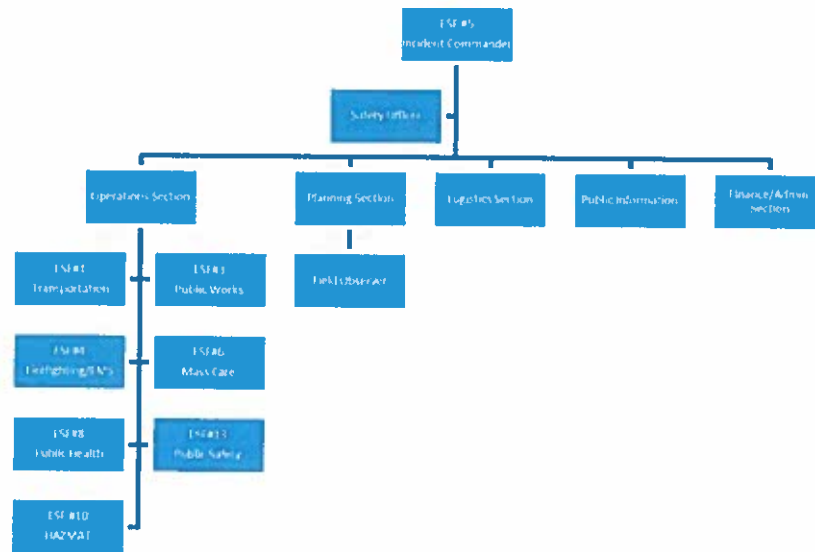 ESF #5
Incident Commander
Safety Officer
Operations Section
Planning Section
Logistics Section
Public Information
Finance/Admin
Section
ESF#1
Transportation
ESF#3
Public Works
Field Observer
ESF#4
Firefighting/EMS
ESF#6
Mass Care
ESF#8
Public Health
ESF#13
Public Safety
ESF #10
HAZMAT